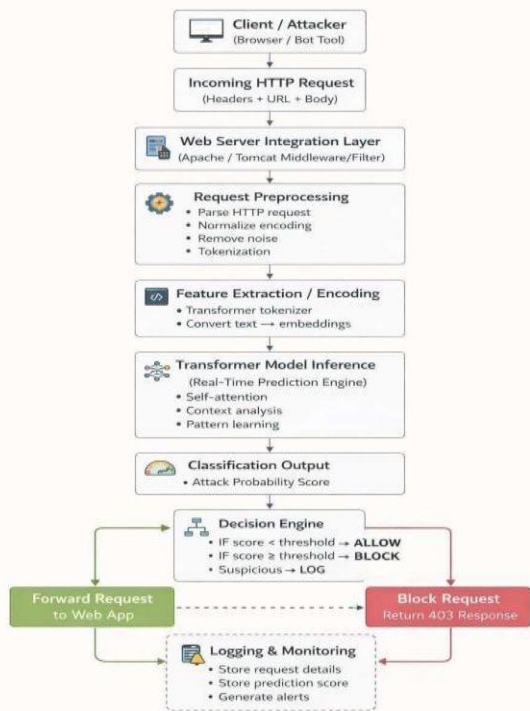 Client / Attacker
(Browser / Bot Tool)
Incoming HTTP Request
(Headers + URL + Body)
Web Server Integration Layer
(Apache / Tomcat Middleware/Filter)
Request Preprocessing
• Parse HTTP request
• Normalize encoding
• Remove noise
• Tokenization
Feature Extraction / Encoding
• Transformer tokenizer
• Convert text → embeddings
Transformer Model Inference
(Real-Time Prediction Engine)
• Self-attention
• Context analysis
• Pattern learning
Classification Output
• Attack Probability Score
Decision Engine
• IF score < threshold → ALLOW
• IF score ≥ threshold → BLOCK
• Suspicious → LOG
Forward Request
to Web App
Block Request
Return 403 Response
Logging & Monitoring
• Store request details
• Store prediction score
• Generate alerts